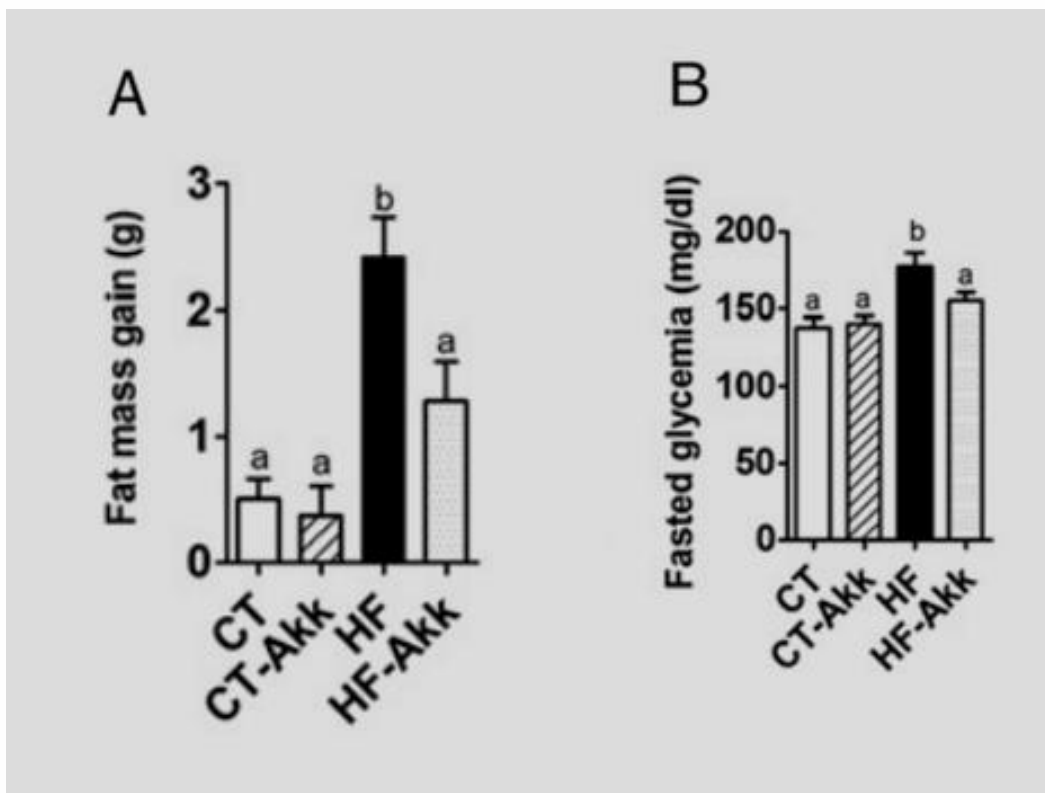 A
Fat mass gain (g)
3
2
1
0
a
a
b
a
CT
CT-Akk
HF
HF-Akk
B
Fasted glycemia (mg/dl)
200
150
100
50
0
a
a
b
a
CT
CT-Akk
HF
HF-Akk